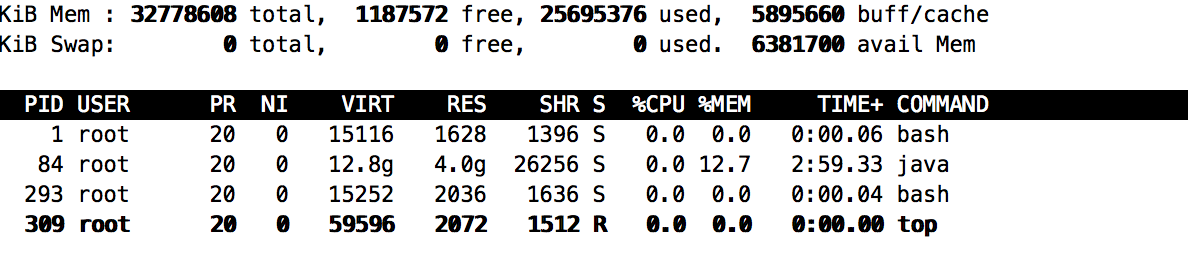 KiB Mem : 32778608 total,  1187572 free, 25695376 used,  5895660 buff/cache
KiB Swap:        0 total,        0 free,        0 used.  6381700 avail Mem
  PID USER      PR  NI    VIRT    RES    SHR S  %CPU %MEM     TIME+ COMMAND
    1 root      20   0   15116   1628   1396 S   0.0  0.0   0:00.06 bash
   84 root      20   0   12.8g   4.0g  26256 S   0.0 12.7   2:59.33 java
  293 root      20   0   15252   2036   1636 S   0.0  0.0   0:00.04 bash
  309 root      20   0   59596   2072   1512 R   0.0  0.0   0:00.00 top